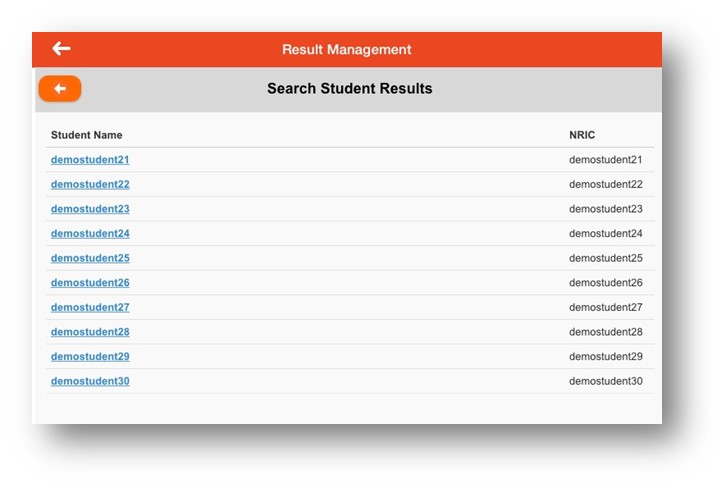 Result Management
Search Student Results
Student Name NRIC
demostudent21 demostudent21
demostudent22 demostudent22
demostudent23 demostudent23
demostudent24 demostudent24
demostudent25 demostudent25
demostudent26 demostudent26
demostudent27 demostudent27
demostudent28 demostudent28
demostudent29 demostudent29
demostudent30 demostudent30